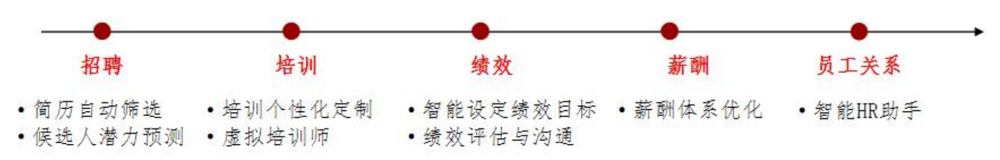 招聘
培训
绩效
薪酬
员工关系
• 简历自动筛选
• 候选人潜力预测
• 培训个性化定制
• 虚拟培训师
• 智能设定绩效目标
• 绩效评估与沟通
• 薪酬体系优化
• 智能HR助手